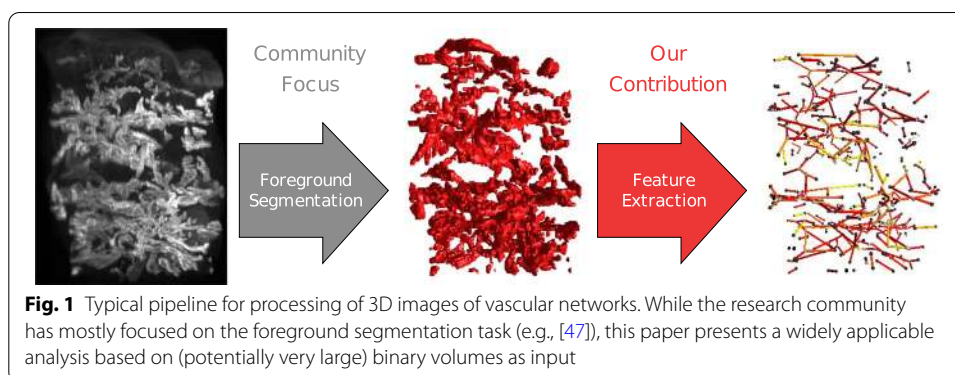 Community
Focus
Our
Contribution
Foreground
Segmentation
Feature
Extraction
Fig. 1 Typical pipeline for processing of 3D images of vascular networks. While the research community
has mostly focused on the foreground segmentation task (e.g., [47]), this paper presents a widely applicable
analysis based on (potentially very large) binary volumes as input